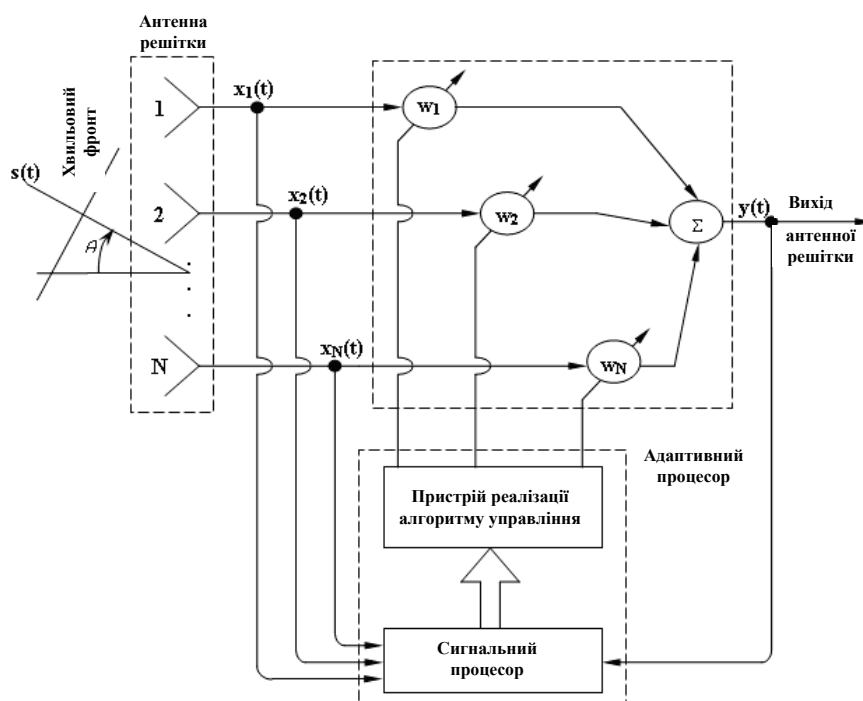 Антенна
решітки
Хвильовий
фронт
s(t)
1
x1(t)
w1
2
x2(t)
w2
Σ
y(t)
Вихід
антенної
решітки
N
xN(t)
wN
Адаптивний
процесор
Пристрій реалізації
алгоритму управління
Сигнальний
процесор